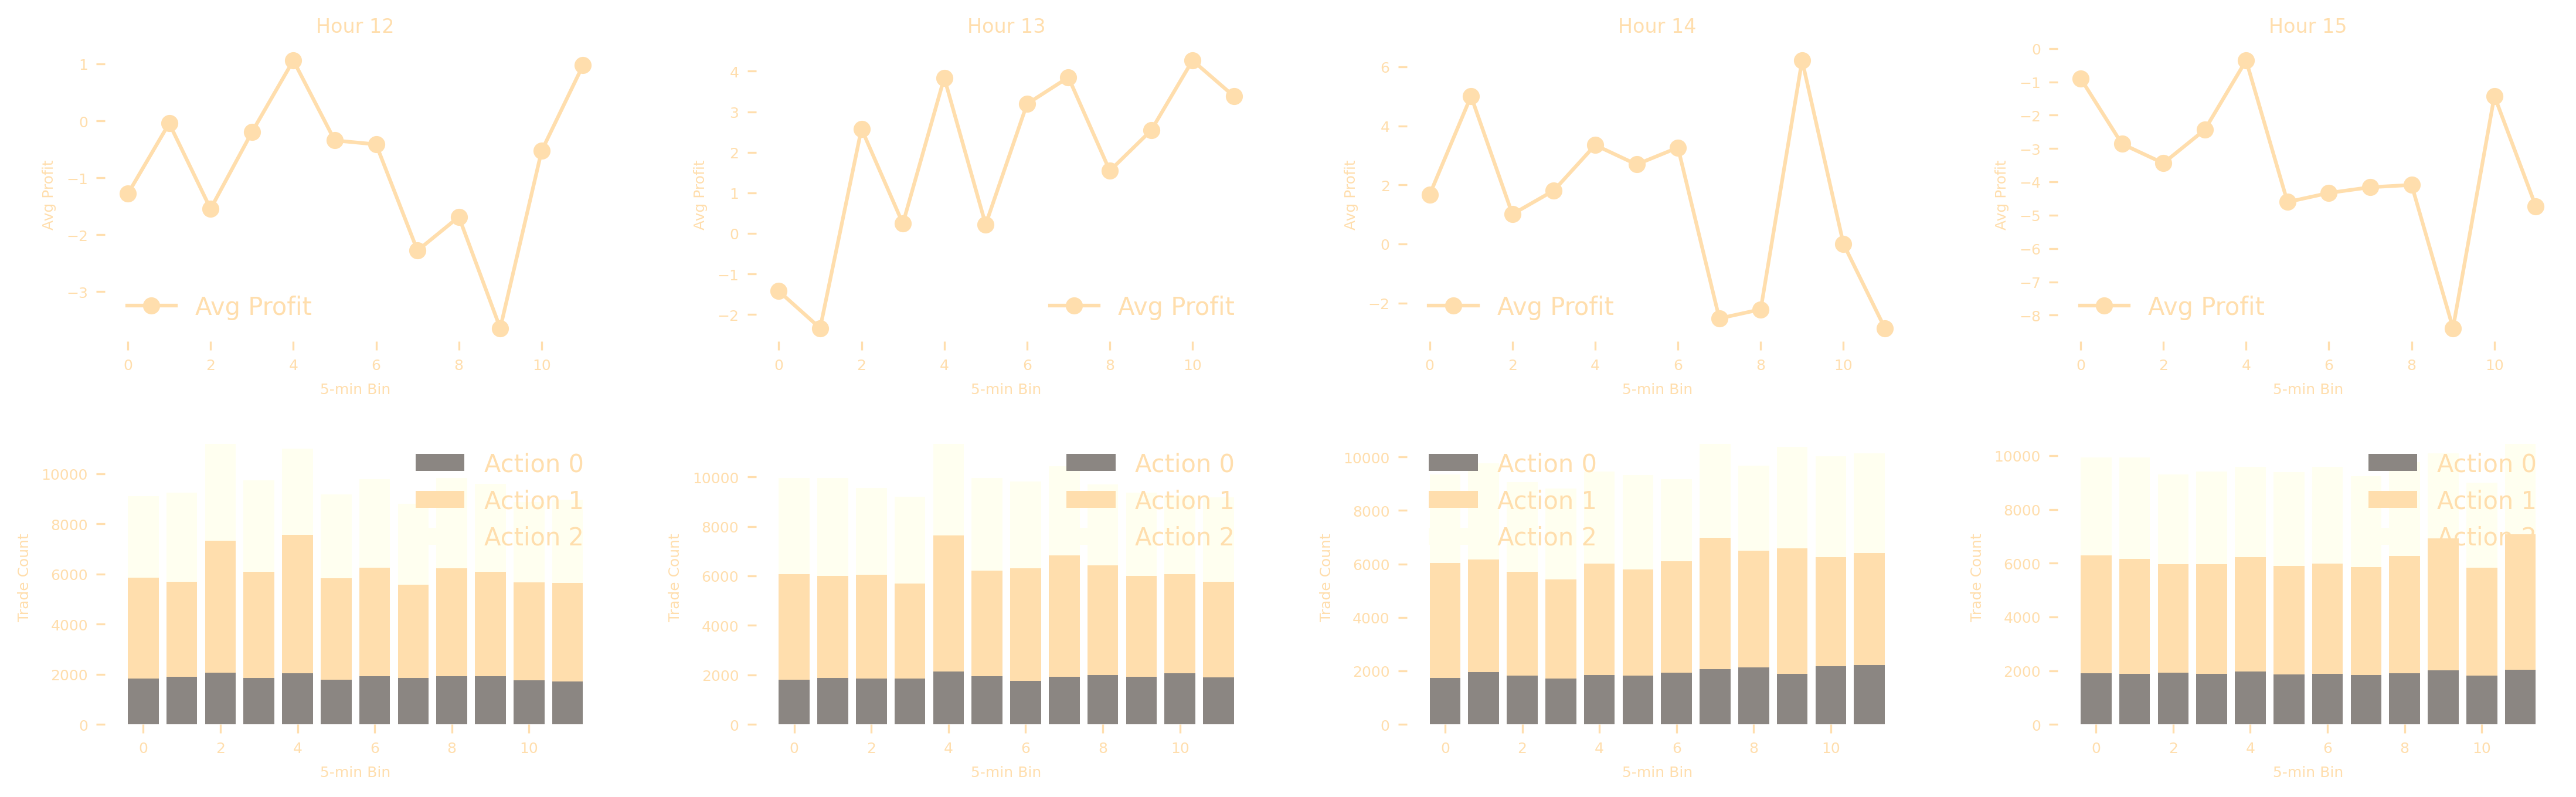 Hour 12
1
0
−1
−2
−3
Avg Profit
Avg Profit
0 2 4 6 8 10
5-min Bin
Hour 13
4
3
2
1
0
−1
−2
Avg Profit
Avg Profit
0 2 4 6 8 10
5-min Bin
Hour 14
6
4
2
0
−2
Avg Profit
Avg Profit
0 2 4 6 8 10
5-min Bin
Hour 15
0
−1
−2
−3
−4
−5
−6
−7
−8
Avg Profit
Avg Profit
0 2 4 6 8 10
5-min Bin
10000
8000
6000
4000
2000
0
Trade Count
Action 0
Action 1
Action 2
0 2 4 6 8 10
5-min Bin
10000
8000
6000
4000
2000
0
Trade Count
Action 0
Action 1
Action 2
0 2 4 6 8 10
5-min Bin
10000
8000
6000
4000
2000
0
Trade Count
Action 0
Action 1
Action 2
0 2 4 6 8 10
5-min Bin
10000
8000
6000
4000
2000
0
Trade Count
Action 0
Action 1
Action 2
0 2 4 6 8 10
5-min Bin